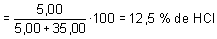 = 5,00 / 5,00 + 35,00 · 100 = 12,5 % de HCl